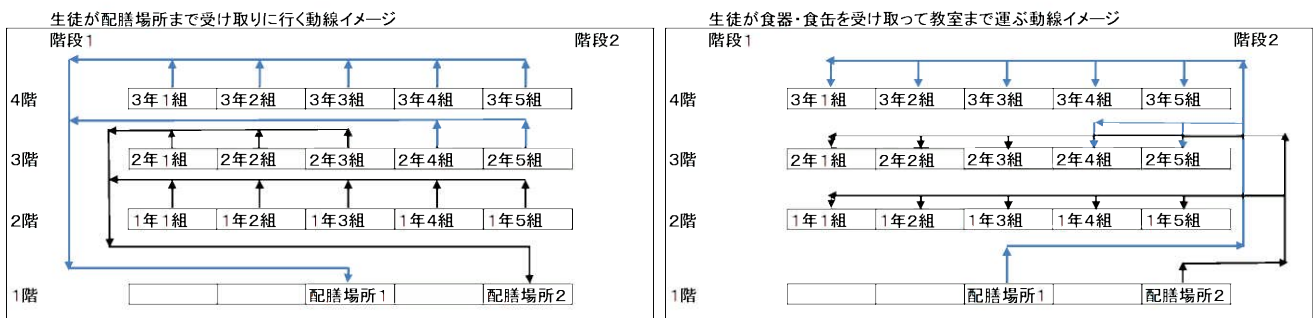 生徒が配膳場所まで受け取りに行く動線イメージ
階段1 階段2
4階 3年1組 3年2組 3年3組 3年4組 3年5組
3階 2年1組 2年2組 2年3組 2年4組 2年5組
2階 1年1組 1年2組 1年3組 1年4組 1年5組
1階 配膳場所1 配膳場所2
生徒が食器・食缶を受け取って教室まで運ぶ動線イメージ
階段1 階段2
4階 3年1組 3年2組 3年3組 3年4組 3年5組
3階 2年1組 2年2組 2年3組 2年4組 2年5組
2階 1年1組 1年2組 1年3組 1年4組 1年5組
1階 配膳場所1 配膳場所2